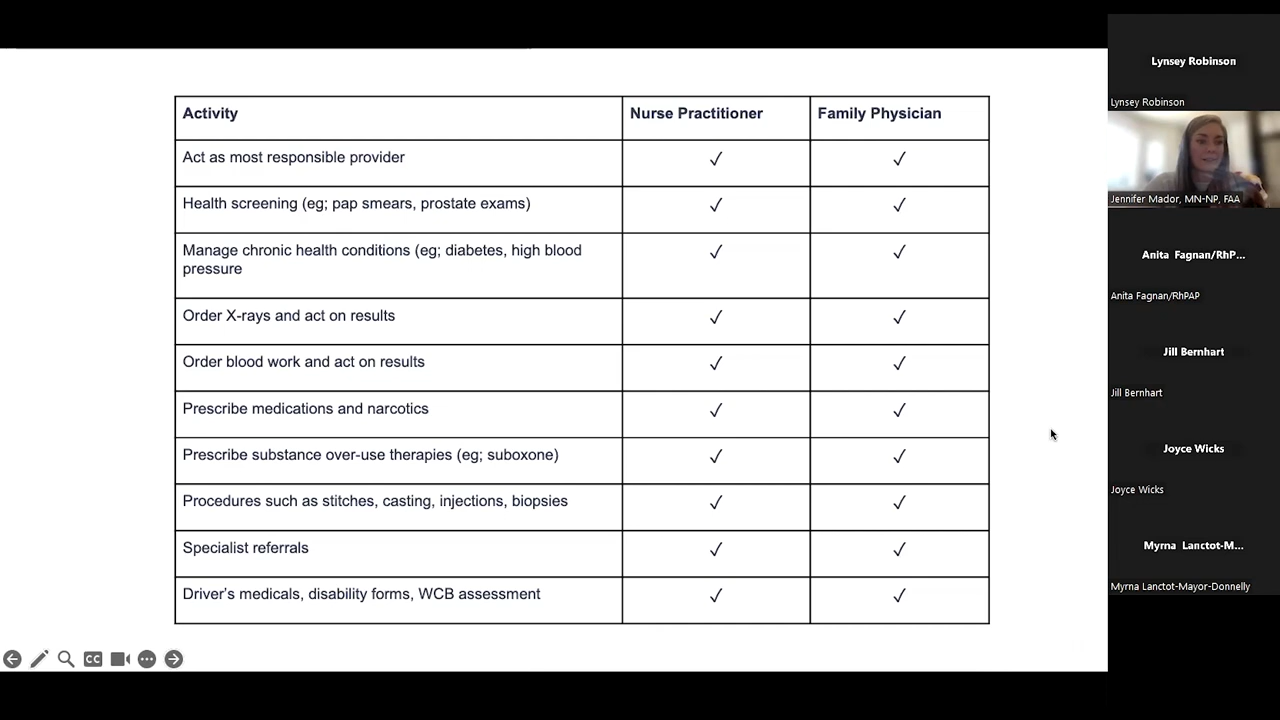 Activity Nurse Practitioner Family Physician
Act as most responsible provider ✓ ✓
Health screening (eg; pap smears, prostate exams) ✓ ✓
Manage chronic health conditions (eg; diabetes, high blood
pressure ✓ ✓
Order X-rays and act on results ✓ ✓
Order blood work and act on results ✓ ✓
Prescribe medications and narcotics ✓ ✓
Prescribe substance over-use therapies (eg; suboxone) ✓ ✓
Procedures such as stitches, casting, injections, biopsies ✓ ✓
Specialist referrals ✓ ✓
Driver's medicals, disability forms, WCB assessment ✓ ✓
CC
Lynsey Robinson
Lynsey Robinson
Jennifer Mador, MN-NP, FAA
Anita Fagnan/RhP...
Anita Fagnan/RhPAP
Jill Bernhart
Jill Bernhart
Joyce Wicks
Joyce Wicks
Myrna Lanctot-M...
Myrna Lanctot-Mayor-Donnelly